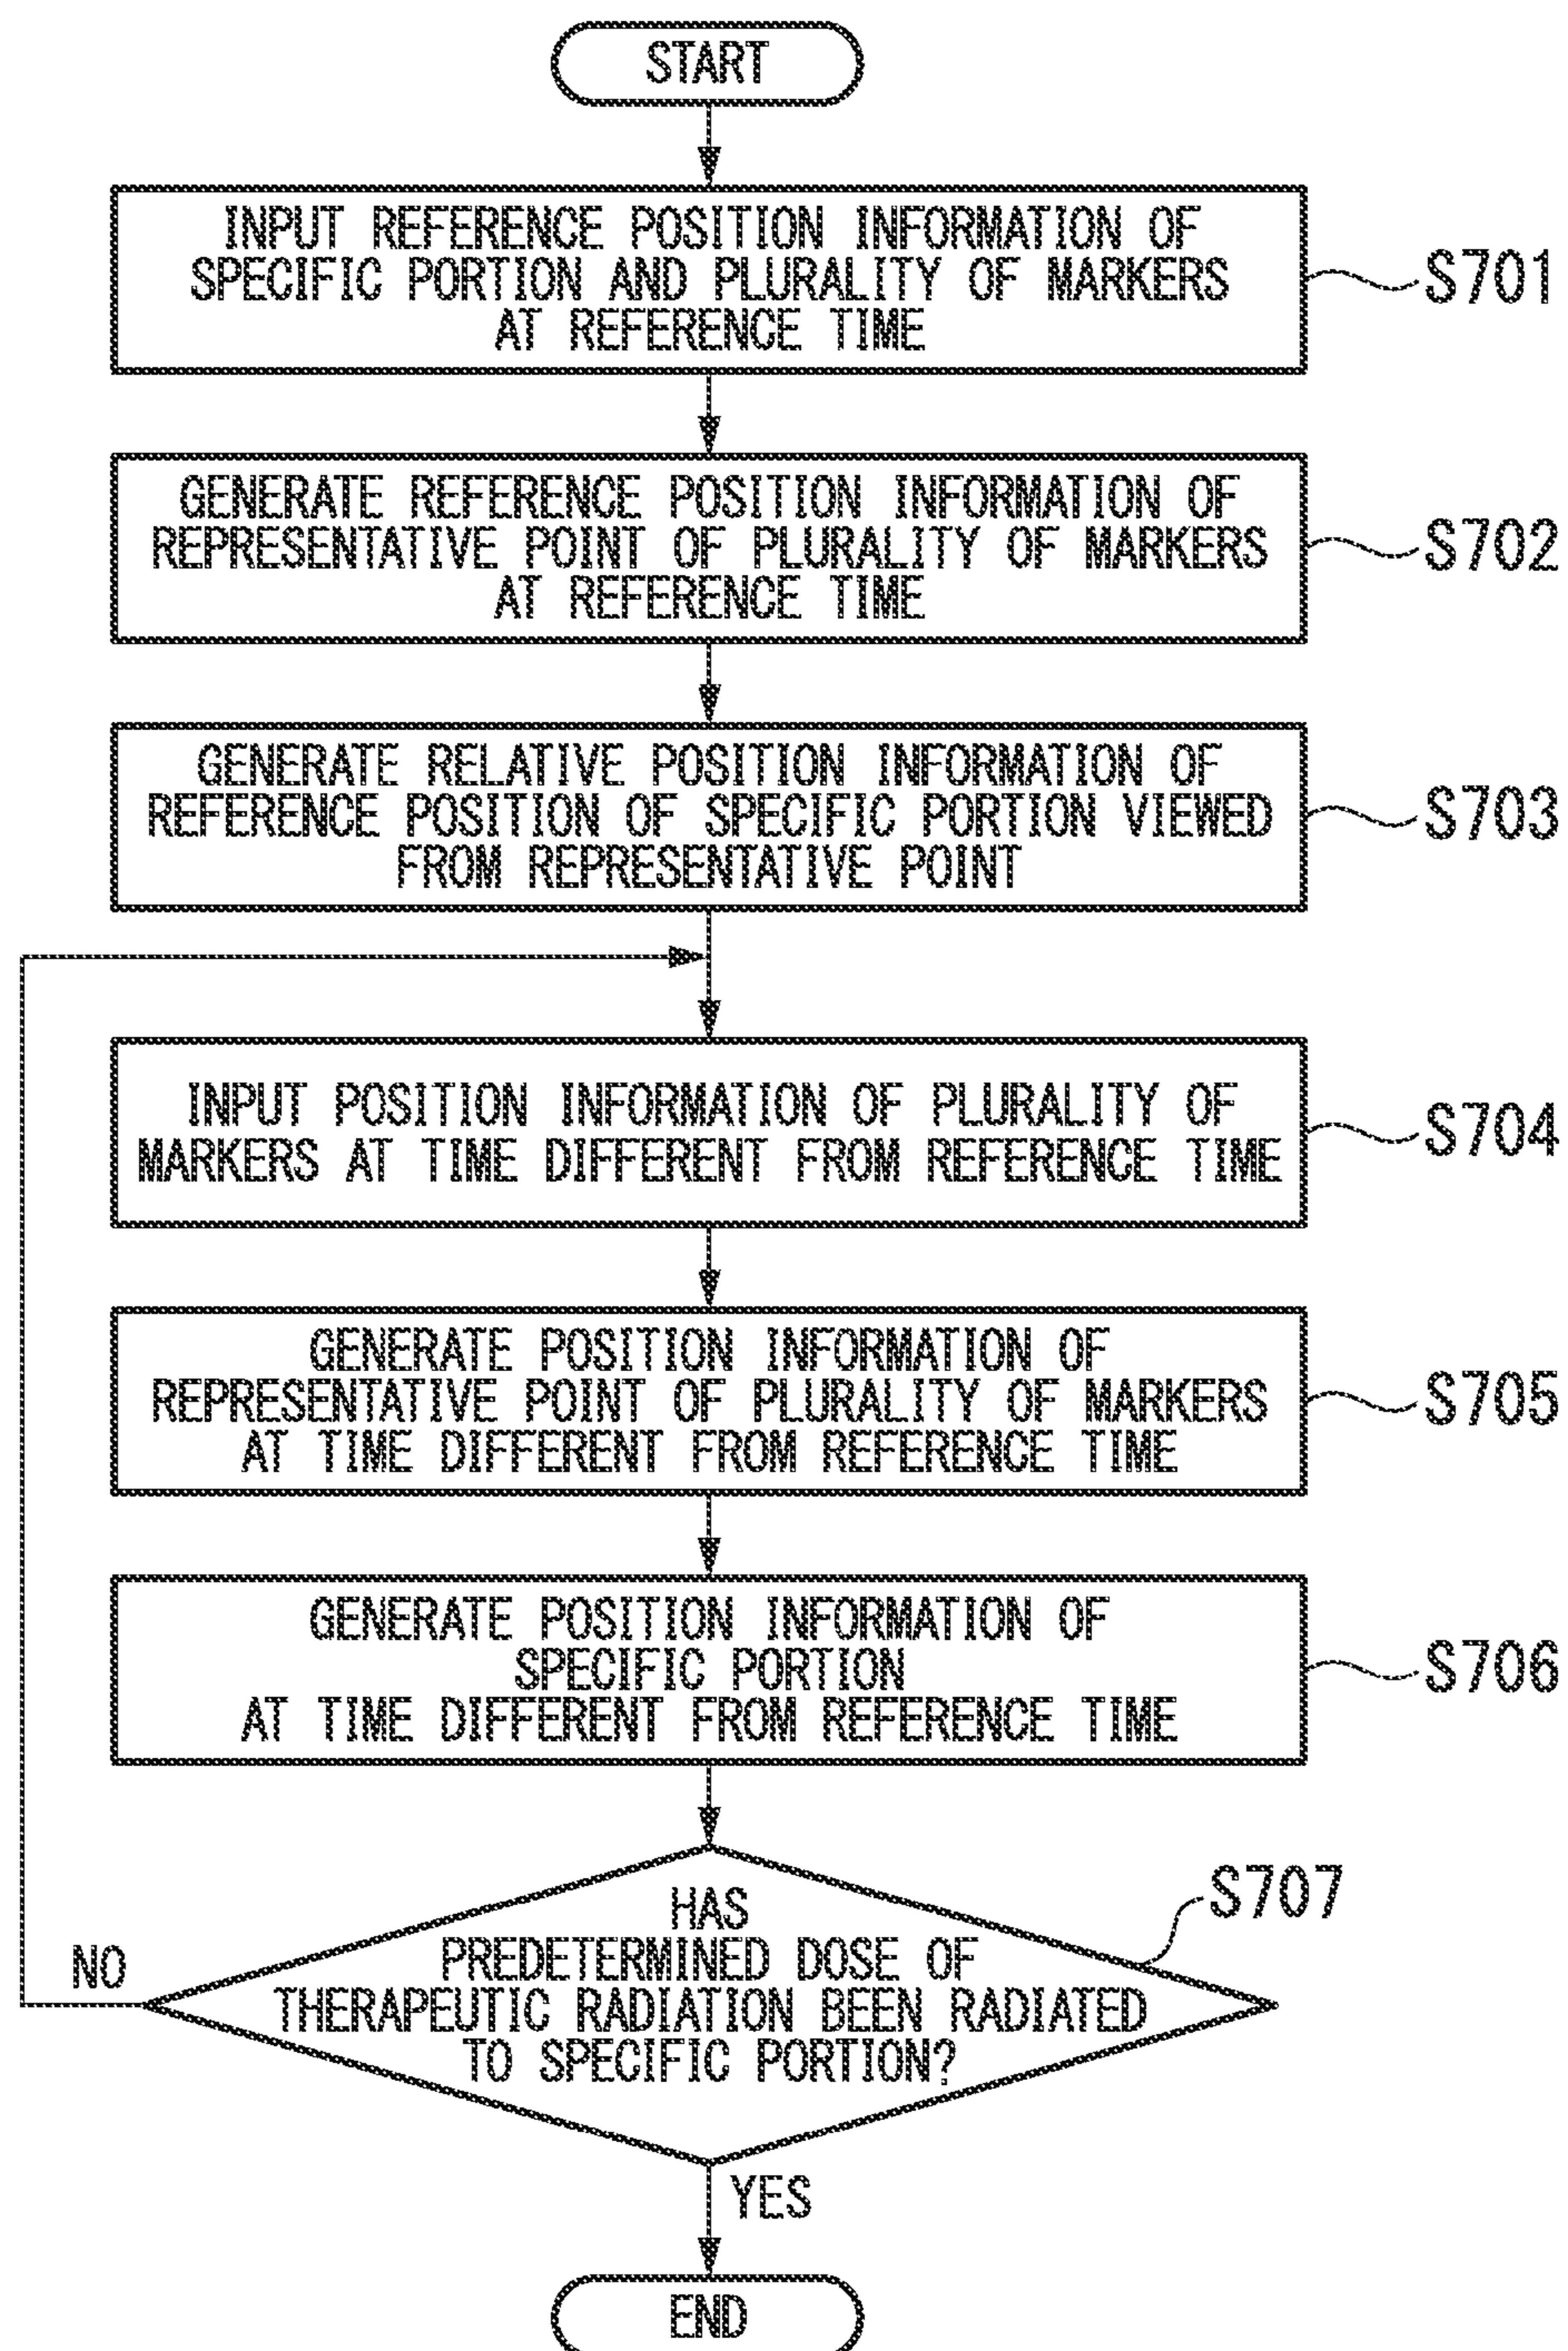 START
INPUT REFERENCE POSITION INFORMATION OF
SPECIFIC PORTION AND PLURALITY OF MARKERS
AT REFERENCE TIME
S701
GENERATE REFERENCE POSITION INFORMATION OF
REPRESENTATIVE POINT OF PLURALITY OF MARKERS
AT REFERENCE TIME
S702
GENERATE RELATIVE POSITION INFORMATION OF
REFERENCE POSITION OF SPECIFIC PORTION VIEWED
FROM REPRESENTATIVE POINT
S703
INPUT POSITION INFORMATION OF PLURALITY OF
MARKERS AT TIME DIFFERENT FROM REFERENCE TIME
S704
GENERATE POSITION INFORMATION OF
REPRESENTATIVE POINT OF PLURALITY OF MARKERS
AT TIME DIFFERENT FROM REFERENCE TIME
S705
GENERATE POSITION INFORMATION OF
SPECIFIC PORTION
AT TIME DIFFERENT FROM REFERENCE TIME
S706
S707
HAS
PREDETERMINED DOSE OF
THERAPEUTIC RADIATION BEEN RADIATED
TO SPECIFIC PORTION?
NO
YES
END